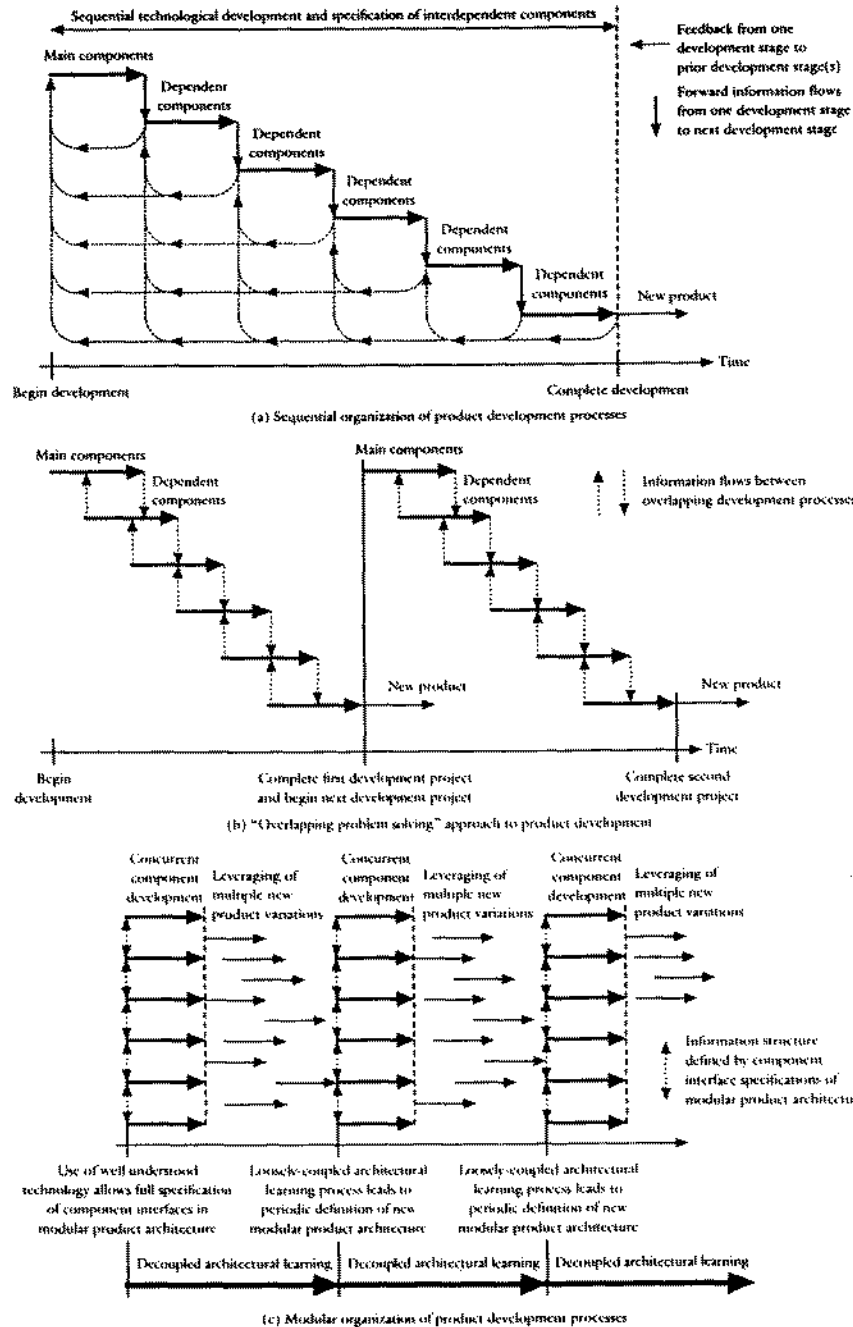 Sequential technological development and specification of interdependent components
Feedback from one
development stage to
prior development stage(s)
Forward information flows
from one development stage
to next development stage
Main components
Dependent
components
Dependent
components
Dependent
components
Dependent
components
Dependent
components
New product
Time
Begin development
Complete development
(a) Sequential organization of product development processes
Main components
Dependent
components
Main components
Dependent
components
Information flows between
overlapping development processes
New product
New product
Time
Begin
development
Complete first development project
and begin next development project
Complete second
development project
(b) "Overlapping problem solving" approach to product development
Concurrent
component
development
Leveraging of
multiple new
product variations
Concurrent
component
development
Leveraging of
multiple new
product variations
Concurrent
component
development
Leveraging of
multiple new
product variations
Information structure
defined by component
interface specifications of
modular product architecture
Use of well understood
technology allows full specification
of component interfaces in
modular product architecture
Loosely-coupled architectural
learning process leads to
periodic definition of new
modular product architecture
Loosely-coupled architectural
learning process leads to
periodic definition of new
modular product architecture
Decoupled architectural learning
Decoupled architectural learning
Decoupled architectural learning
(c) Modular organization of product development processes